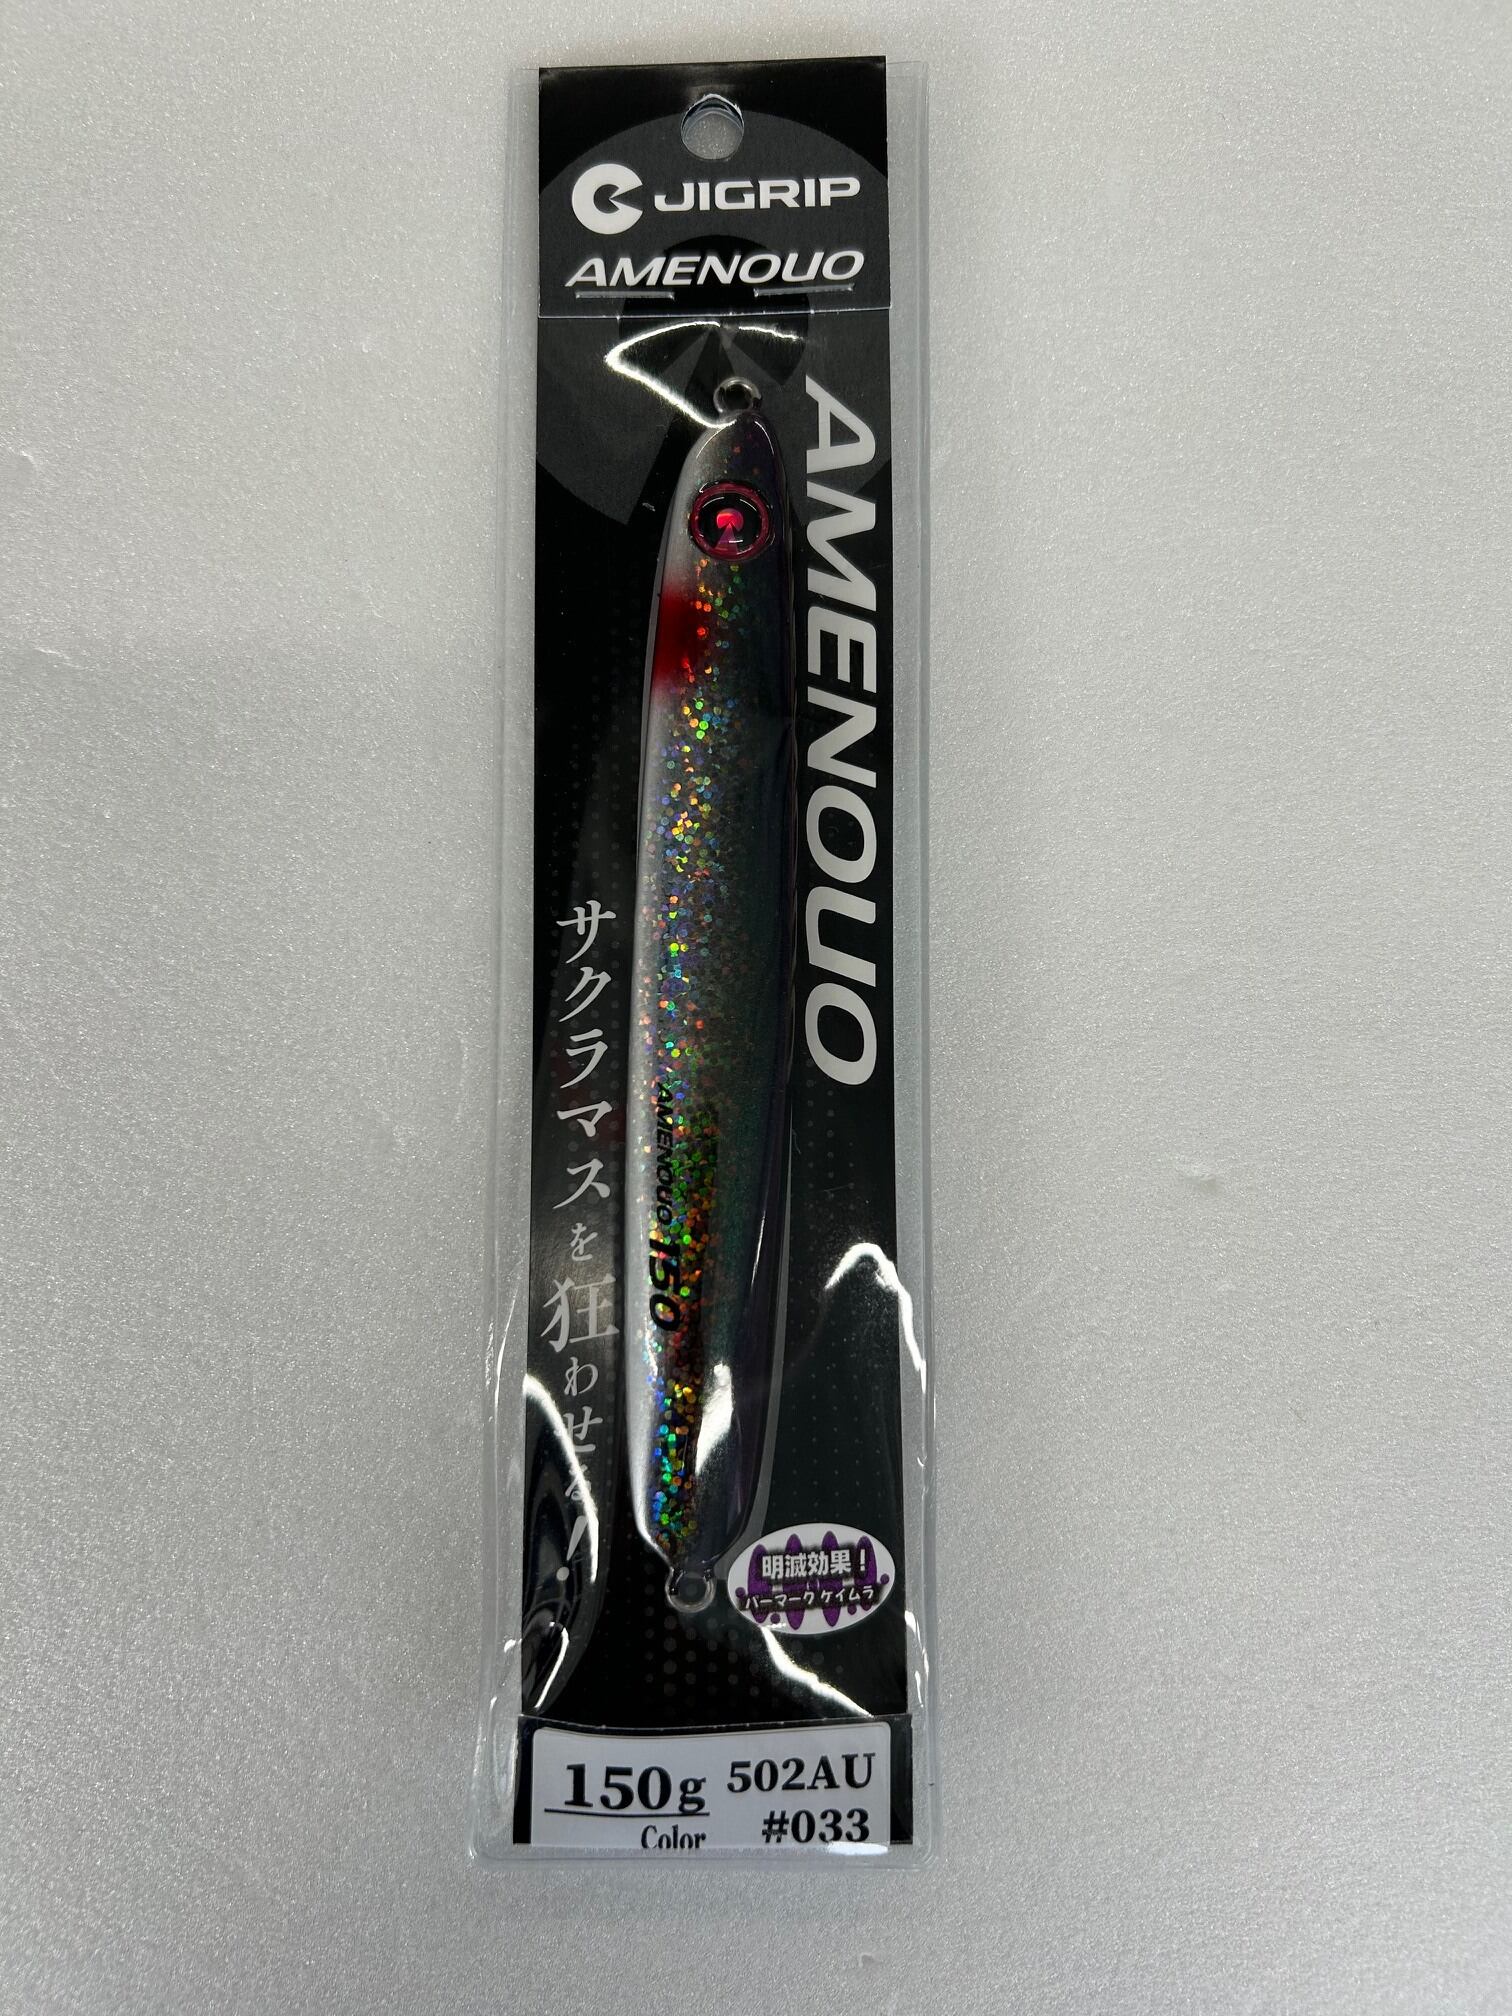 JIGRIP
AMENOUO
AMENOUO
サクラマスを狂わせる!
AMENOUO 150
明滅効果!
バーマークケイムラ
150g
502AU
Color
#033